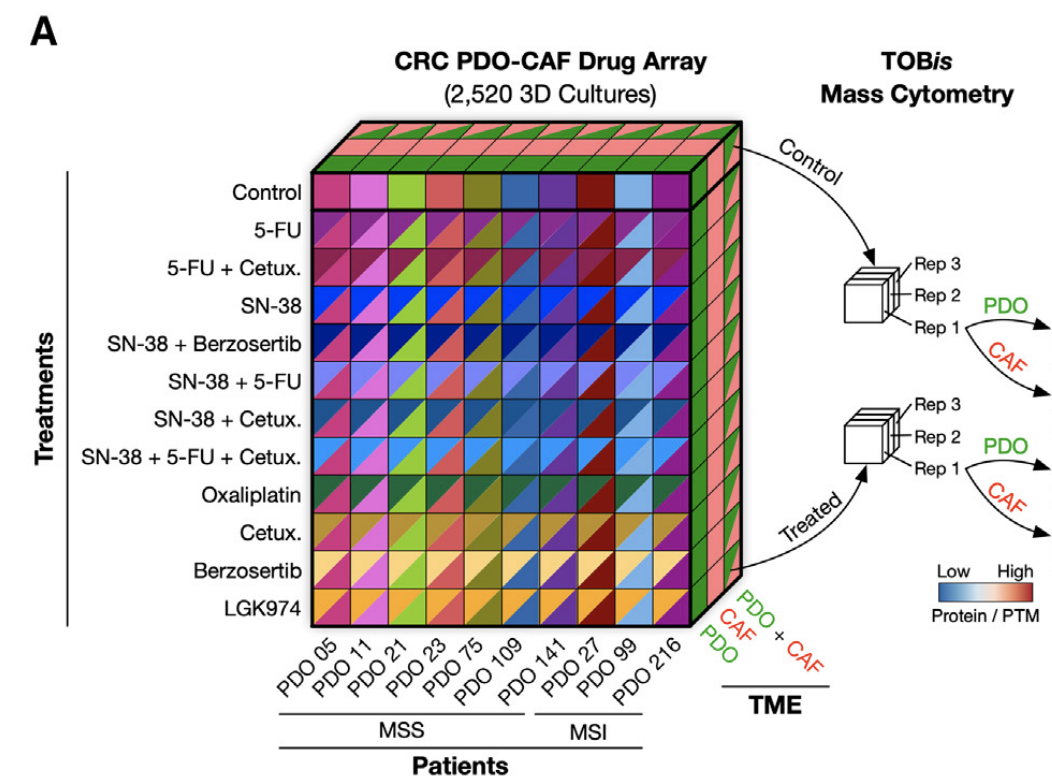 A
CRC PDO-CAF Drug Array
(2,520 3D Cultures)
TOBis
Mass Cytometry
Treatments
Control
5-FU
5-FU + Cetux.
SN-38
SN-38 + Berzosertib
SN-38 + 5-FU
SN-38 + Cetux.
SN-38 + 5-FU + Cetux.
Oxaliplatin
Cetux.
Berzosertib
LGK974
PDO 05
PDO 11
PDO 21
PDO 23
PDO 75
PDO 109
PDO 141
PDO 27
PDO 99
PDO 216
MSS
MSI
Patients
PDO
CAF
PDO + CAF
TME
Control
Rep 3
Rep 2
Rep 1
PDO
CAF
Treated
Rep 3
Rep 2
Rep 1
PDO
CAF
Low High
Protein / PTM